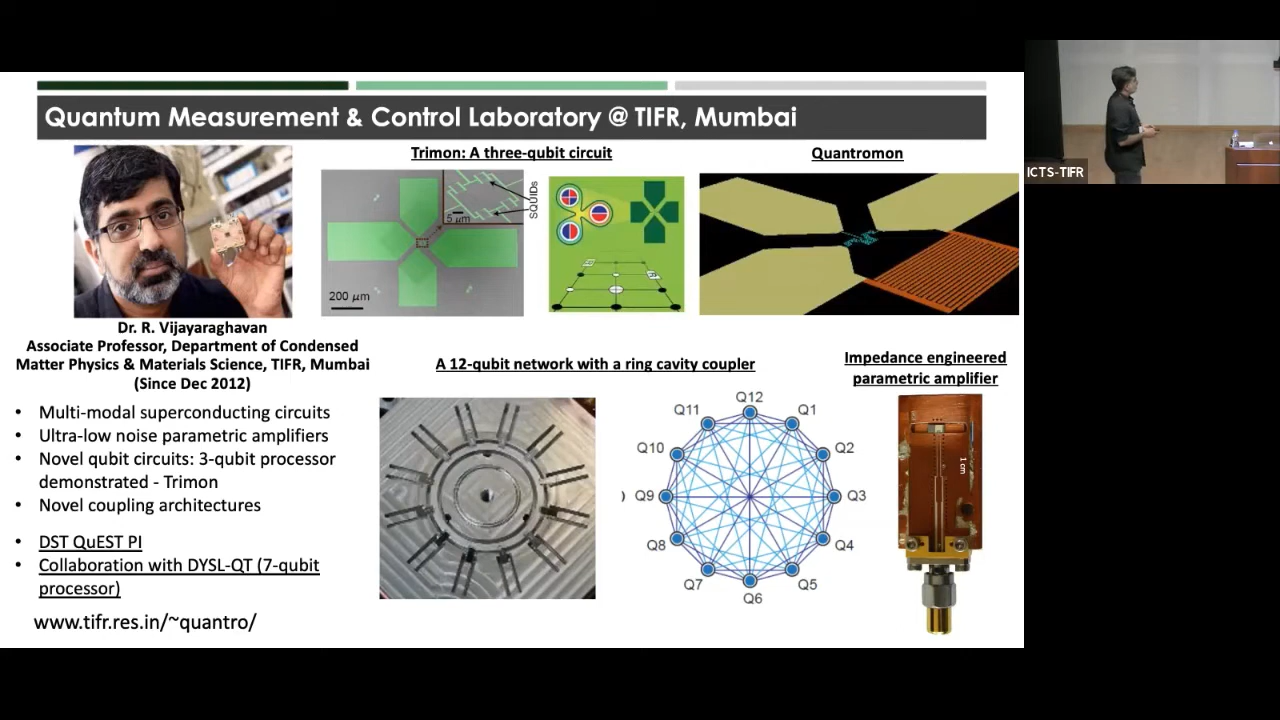 Quantum Measurement & Control Laboratory @ TIFR, Mumbai
ICTS-TIFR
Trimon: A three-qubit circuit
Quantromon
SQUIDs
5 μm
200 μm
Dr. R. Vijayaraghavan
Associate Professor, Department of Condensed
Matter Physics & Materials Science, TIFR, Mumbai
(Since Dec 2012)
• Multi-modal superconducting circuits
• Ultra-low noise parametric amplifiers
• Novel qubit circuits: 3-qubit processor
demonstrated - Trimon
• Novel coupling architectures
• DST QuEST PI
• Collaboration with DYSL-QT (7-qubit
processor)
www.tifr.res.in/~quantro/
A 12-qubit network with a ring cavity coupler
Q12
Q11
Q1
Q10
Q2
) Q9
Q3
Q8
Q4
Q7
Q5
Q6
Impedance engineered
parametric amplifier
1 cm